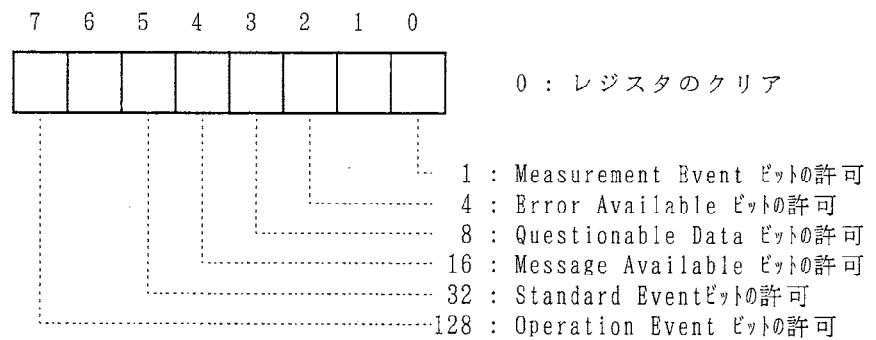 7 6 5 4 3 2 1 0
0 : レジスタのクリア
1 : Measurement Event ビットの許可
4 : Error Available ビットの許可
8 : Questionable Data ビットの許可
16 : Message Available ビットの許可
32 : Standard Eventビットの許可
128 : Operation Event ビットの許可